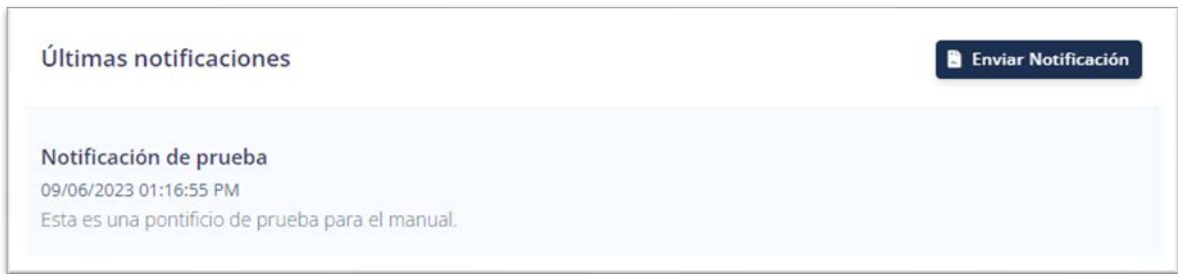 Últimas notificaciones
Enviar Notificación
Notificación de prueba
09/06/2023 01:16:55 PM
Esta es una pontificio de prueba para el manual.